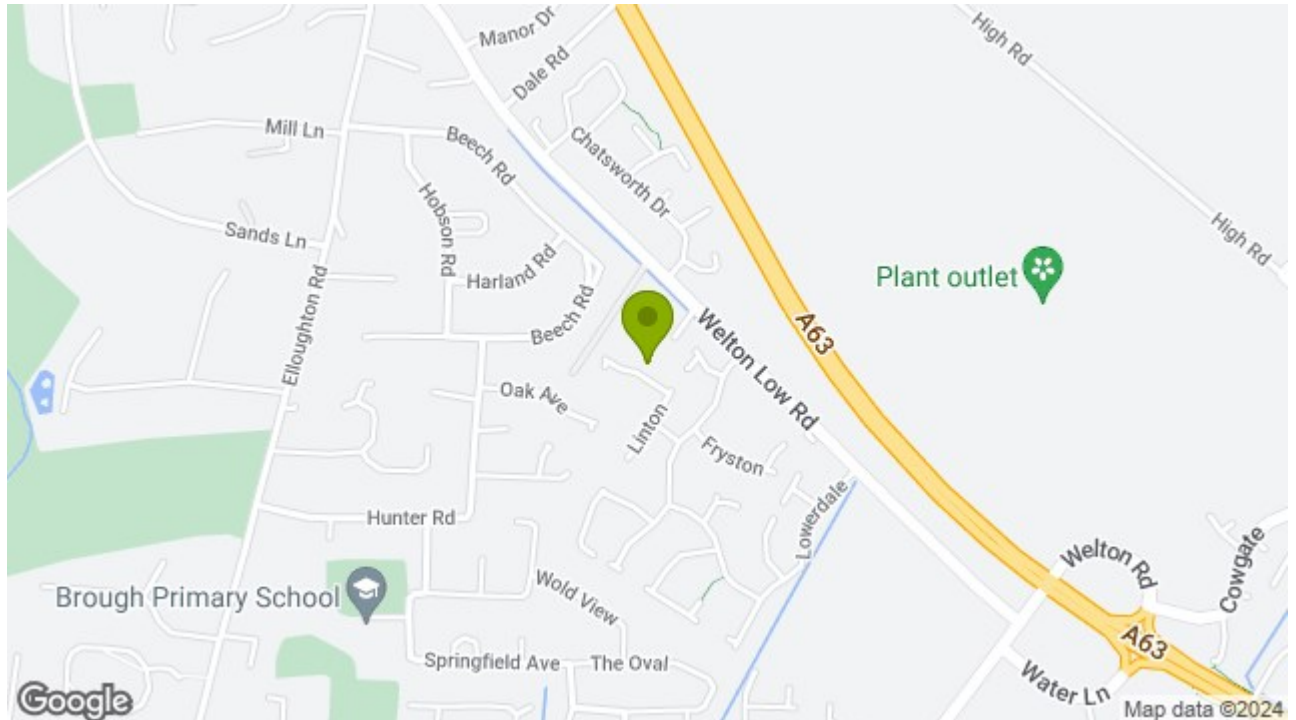 Manor Dr
High Rd
Dale Rd
Mill Ln
Beech Rd
Chatsworth Dr
Hobson Rd
High Rd
Sands Ln
Harland Rd
Plant outlet
Elloughton Rd
Beech Rd
Welton Low Rd
A63
Oak Ave
Linton
Fryston
Hunter Rd
Lowerdale
Cowgate
Welton Rd
Brough Primary School
Wold View
A63
Springfield Ave
The Oval
Water Ln
Google
Map data ©2024